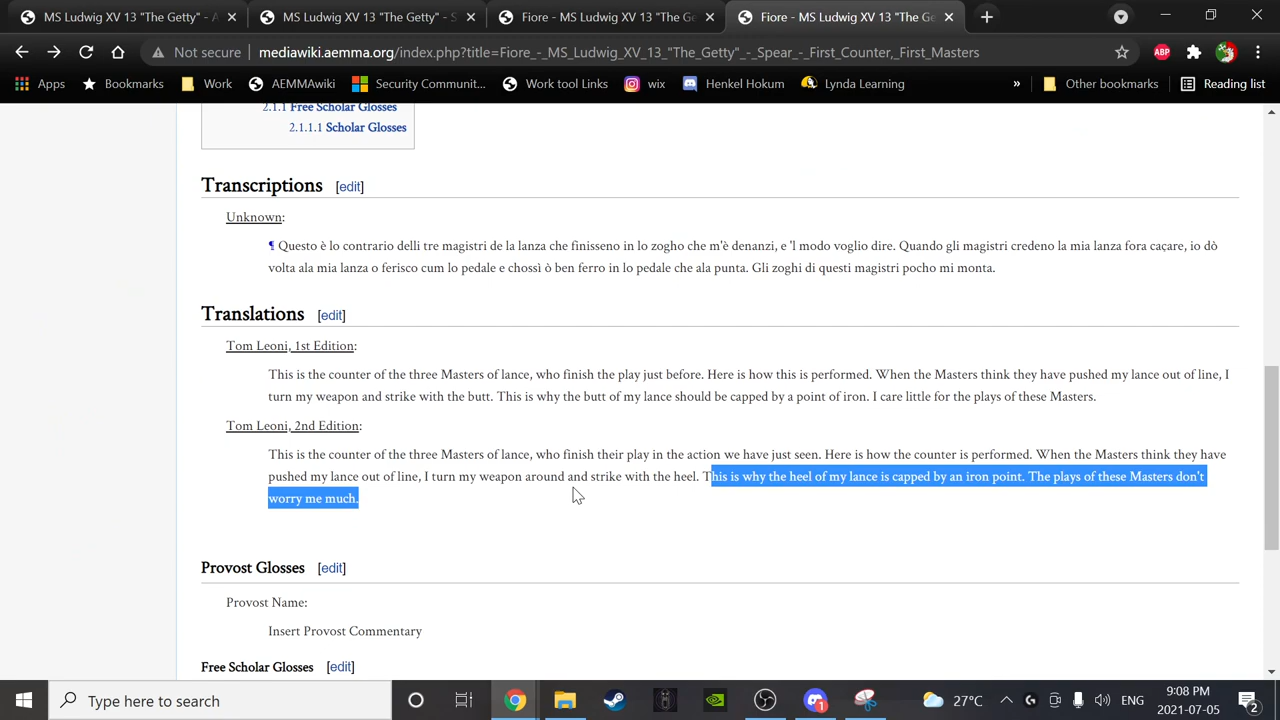 MS Ludwig XV 13 "The Getty" - A
MS Ludwig XV 13 "The Getty" - S
Fiore - MS Ludwig XV 13 "The Ge
Fiore - MS Ludwig XV 13 "The Ge
Not secure
mediawiki.aemma.org/index.php?title=Fiore_-_MS_Ludwig_XV_13_"The_Getty"_-_Spear_-_First_Counter,_First_Masters
ABP
Apps
Bookmarks
Work
AEMMAwiki
Security Communit...
Work tool Links
wix
Henkel Hokum
Lynda Learning
»
Other bookmarks
Reading list
2.1.1 Free Scholar Glosses
2.1.1.1 Scholar Glosses
Transcriptions [edit]
Unknown:
¶ Questo è lo contrario delli tre magistri de la lanza che finisseno in lo zogho che m'è denanzi, e 'l modo voglio dire. Quando gli magistri credeno la mia lanza fora caçare, io dò
volta ala mia lanza o ferisco cum lo pedale e chossì ò ben ferro in lo pedale che ala punta. Gli zoghi di questi magistri pocho mi monta.
Translations [edit]
Tom Leoni, 1st Edition:
This is the counter of the three Masters of lance, who finish the play just before. Here is how this is performed. When the Masters think they have pushed my lance out of line, I
turn my weapon and strike with the butt. This is why the butt of my lance should be capped by a point of iron. I care little for the plays of these Masters.
Tom Leoni, 2nd Edition:
This is the counter of the three Masters of lance, who finish their play in the action we have just seen. Here is how the counter is performed. When the Masters think they have
pushed my lance out of line, I turn my weapon around and strike with the heel. This is why the heel of my lance is capped by an iron point. The plays of these Masters don't
worry me much.
Provost Glosses [edit]
Provost Name:
Insert Provost Commentary
Free Scholar Glosses [edit]
Type here to search
1
27°C
ENG
9:08 PM
2021-07-05
2